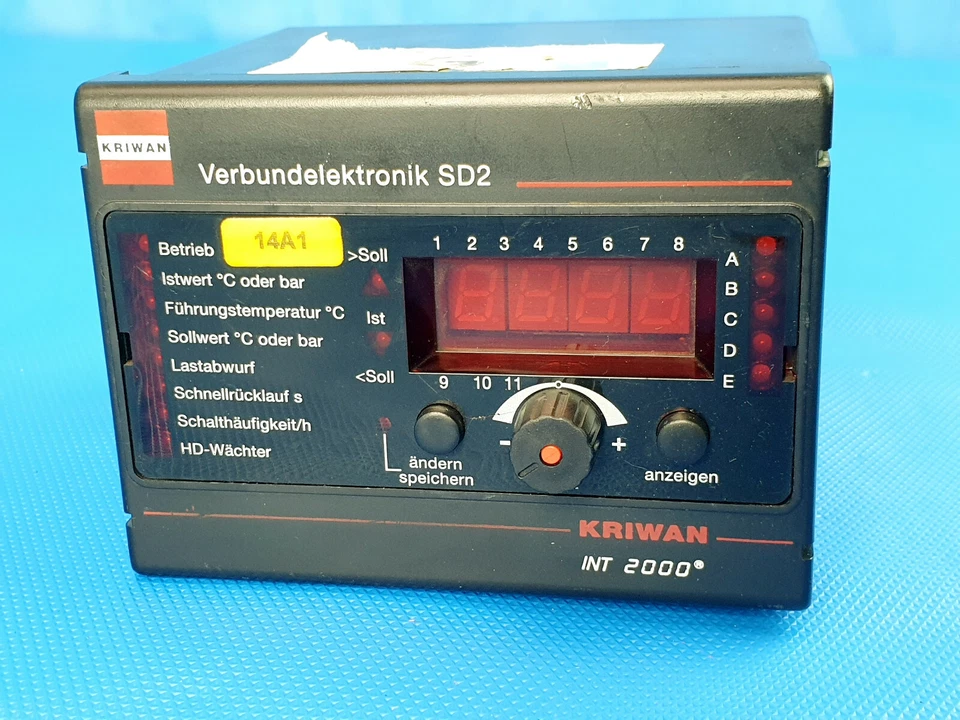 KRIWAN
Verbundelektronik SD2
14A1
Betrieb
Istwert °C oder bar
Führungstemperatur °C
Sollwert °C oder bar
Lastabwurf
Schnellrücklauf s
Schalthäufigkeit/h
HD-Wächter
>Soll
Ist
<Soll
1 2 3 4 5 6 7 8
A
B
C
D
E
9 10 11 0
- +
ändern
speichern
anzeigen
KRIWAN
INT 2000®